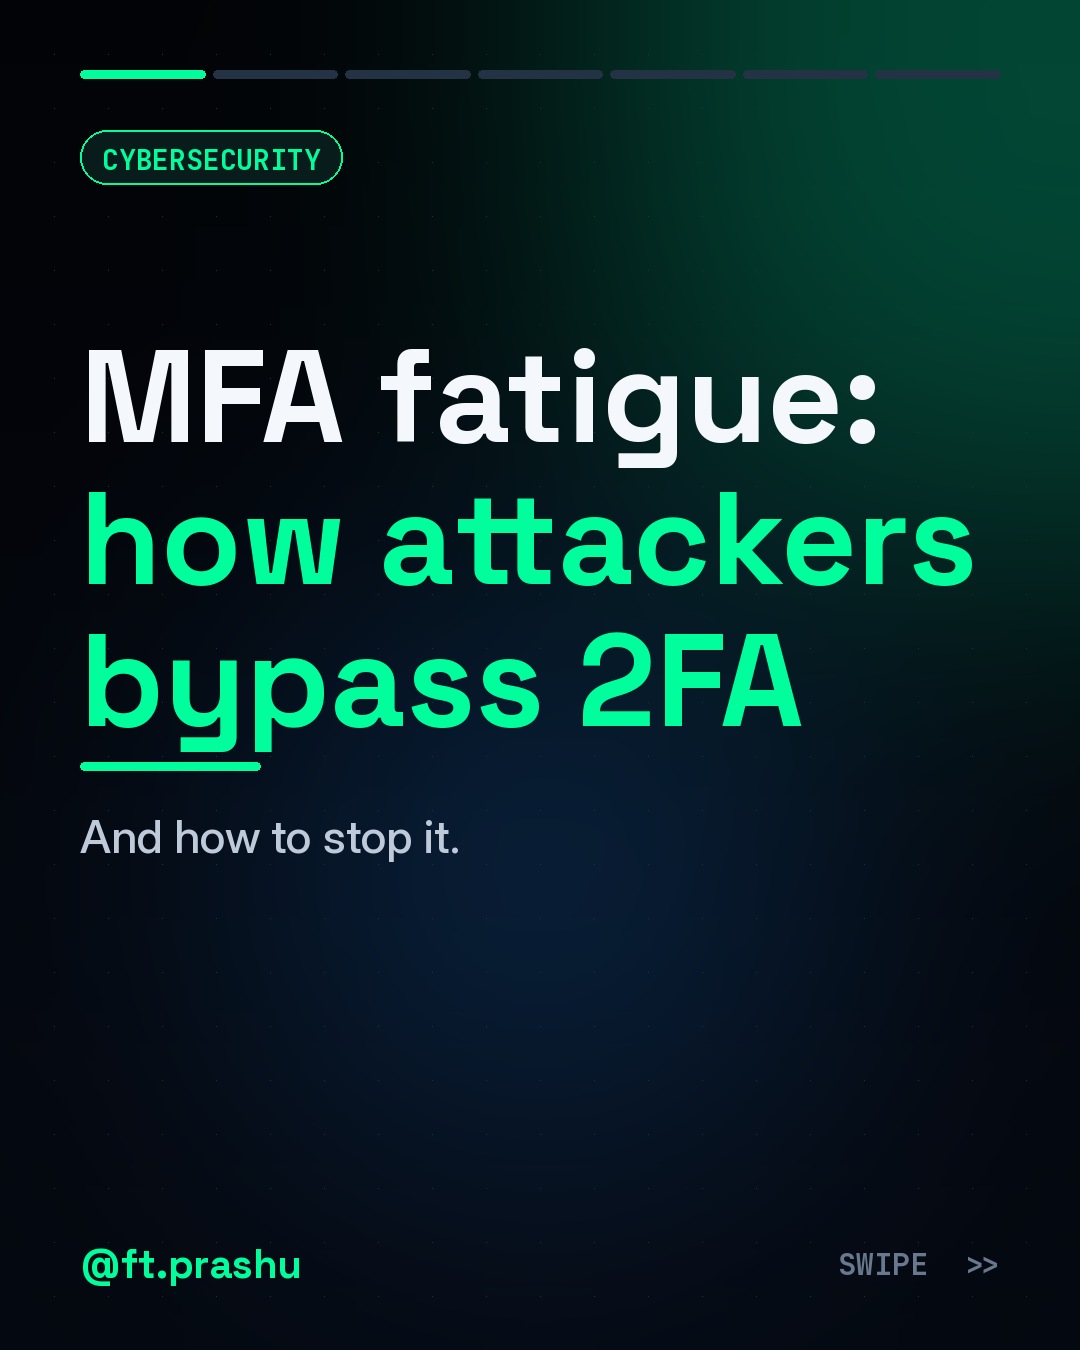 CYBERSECURITY
MFA fatigue:
how attackers
bypass 2FA
And how to stop it.
@ft.prashu
SWIPE >>